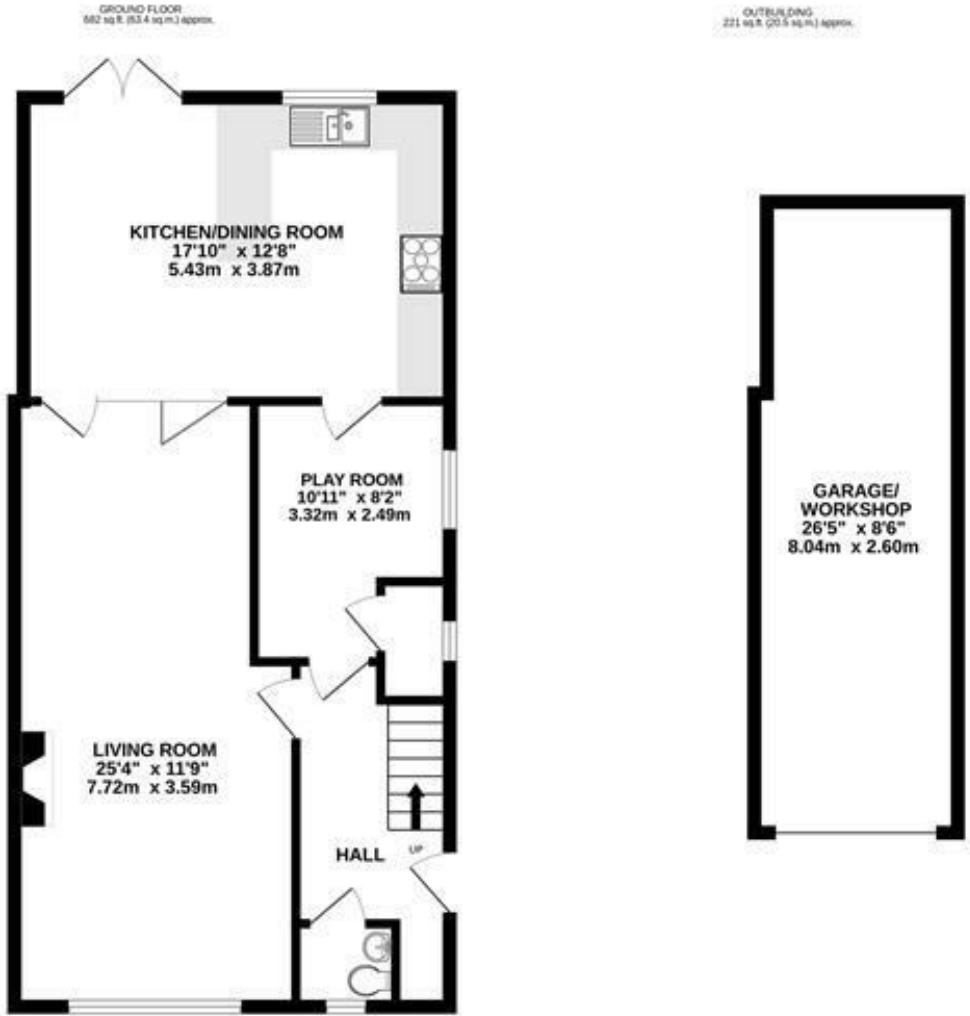 GROUND FLOOR
682 sq.ft. (63.4 sq.m.) approx.
OUTBUILDING
221 sq.ft. (20.5 sq.m.) approx.
KITCHEN/DINING ROOM
17'10" x 12'8"
5.43m x 3.87m
PLAY ROOM
10'11" x 8'2"
3.32m x 2.49m
GARAGE/
WORKSHOP
26'5" x 8'6"
8.04m x 2.60m
LIVING ROOM
25'4" x 11'9"
7.72m x 3.59m
HALL
UP